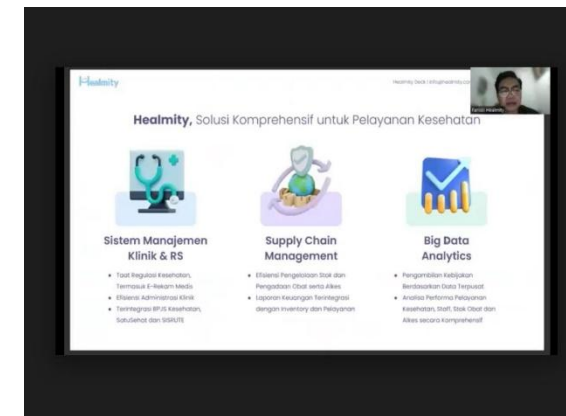 Healmity
Healmity, Solusi Komprehensif untuk Pelayanan Kesehatan
Sistem Manajemen
Klinik & RS
Taat Regulasi Kesehatan,
Termasuk E-Rekam Medis
Efisiensi Administrasi Klinik
Terintegrasi BPJS Kesehatan,
SatuSehat dan SISRUTE
Supply Chain
Management
Efisiensi Pengelolaan Stok dan
Pengadaan Obat serta Alkes
Laporan Keuangan Terintegrasi
dengan Inventory dan Pelayanan
Big Data
Analytics
Pengambilan Kebijakan
Berdasarkan Data Terpusat
Analisa Performa Pelayanan
Kesehatan, Staff, Stok Obat dan
Alkes secara Komprehensif